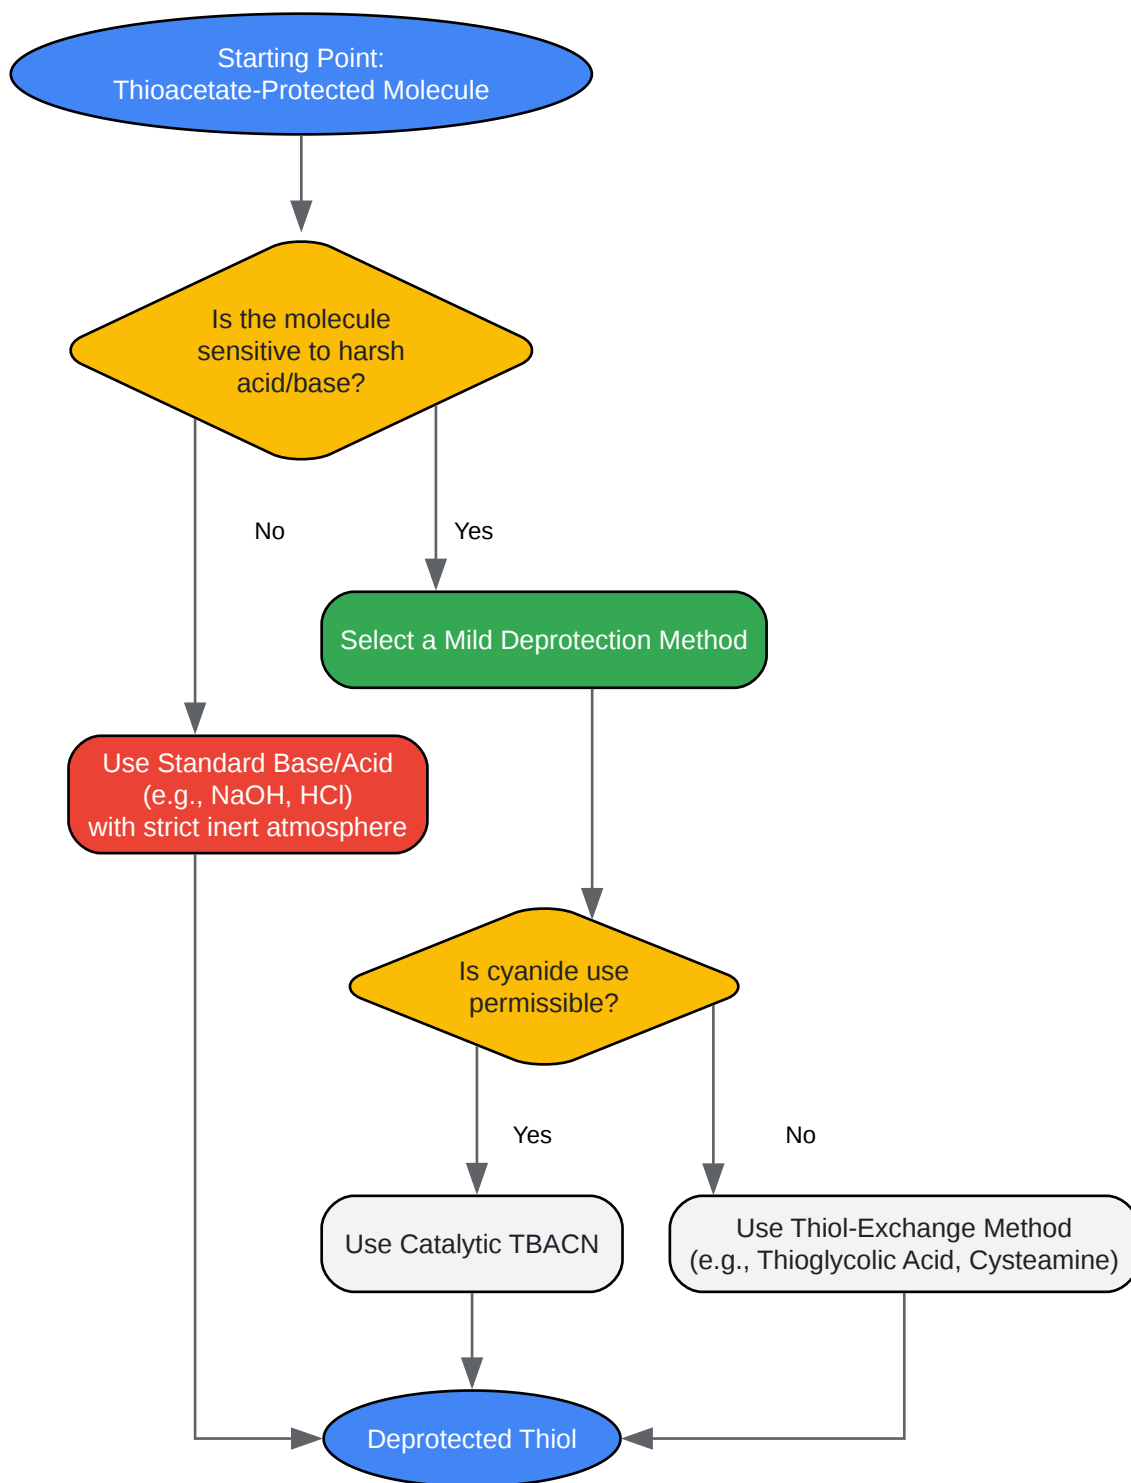 Starting Point:
Thioacetate-Protected Molecule
Is the molecule
sensitive to harsh
acid/base?
No
Yes
Select a Mild Deprotection Method
Use Standard Base/Acid
(e.g., NaOH, HCl)
with strict inert atmosphere
Is cyanide use
permissible?
Yes
No
Use Catalytic TBACN
Use Thiol-Exchange Method
(e.g., Thioglycolic Acid, Cysteamine)
Deprotected Thiol